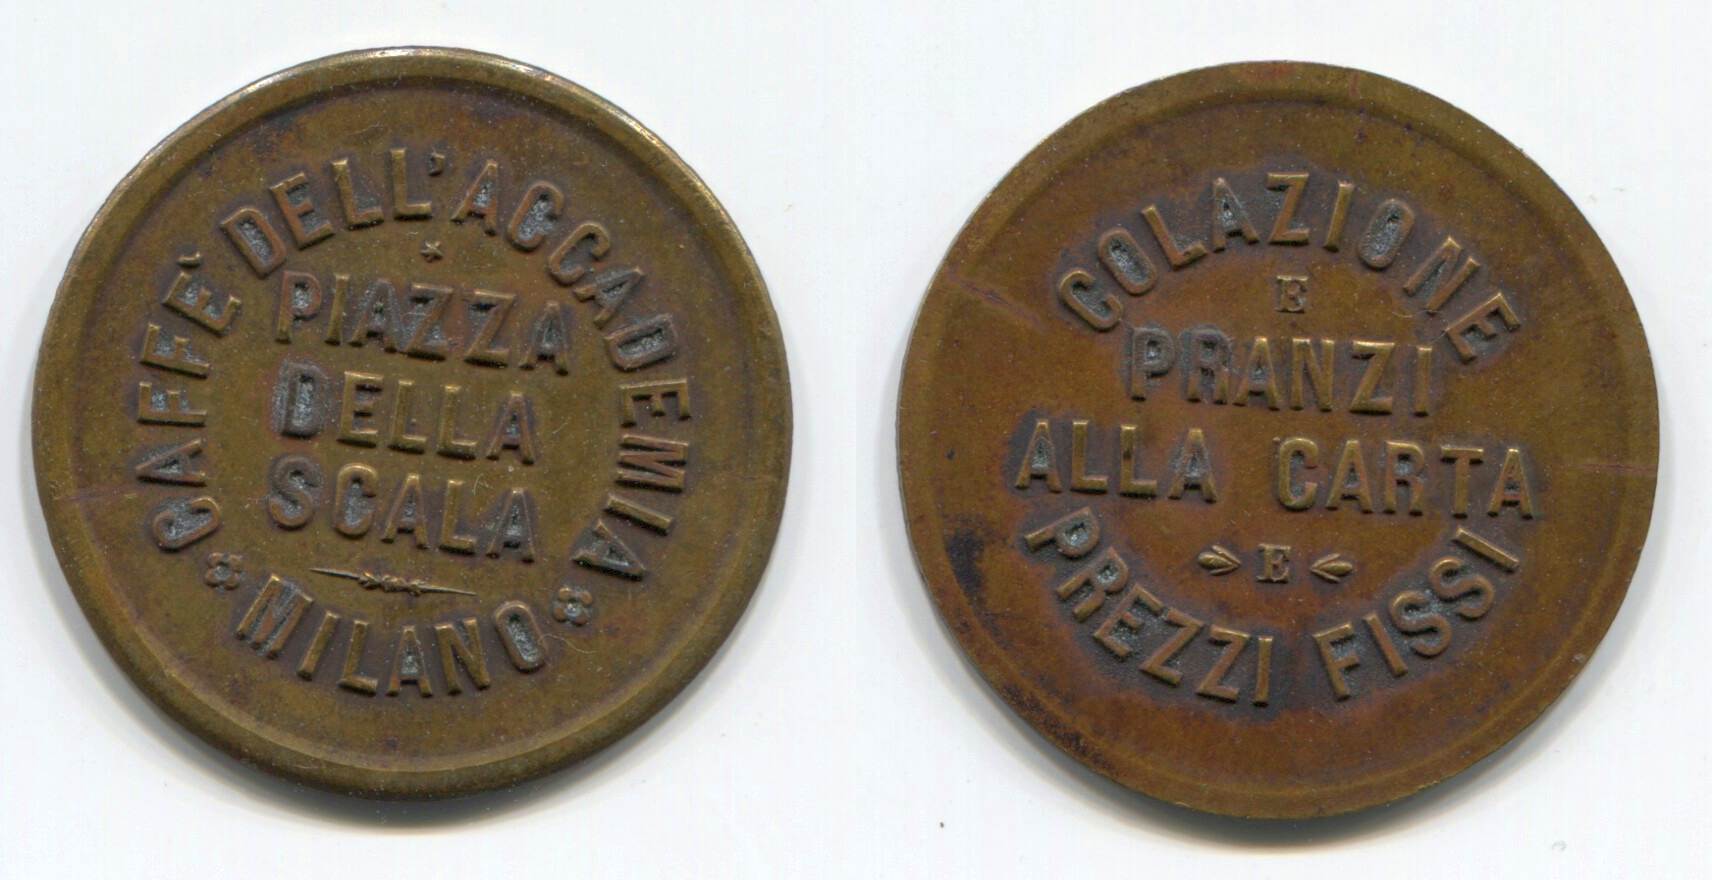 CAFFÈ DELL'ACCADEMIA
PIAZZA
DELLA
SCALA
MILANO
COLAZIONE
E
PRANZI
ALLA CARTA
E
PREZZI FISSI